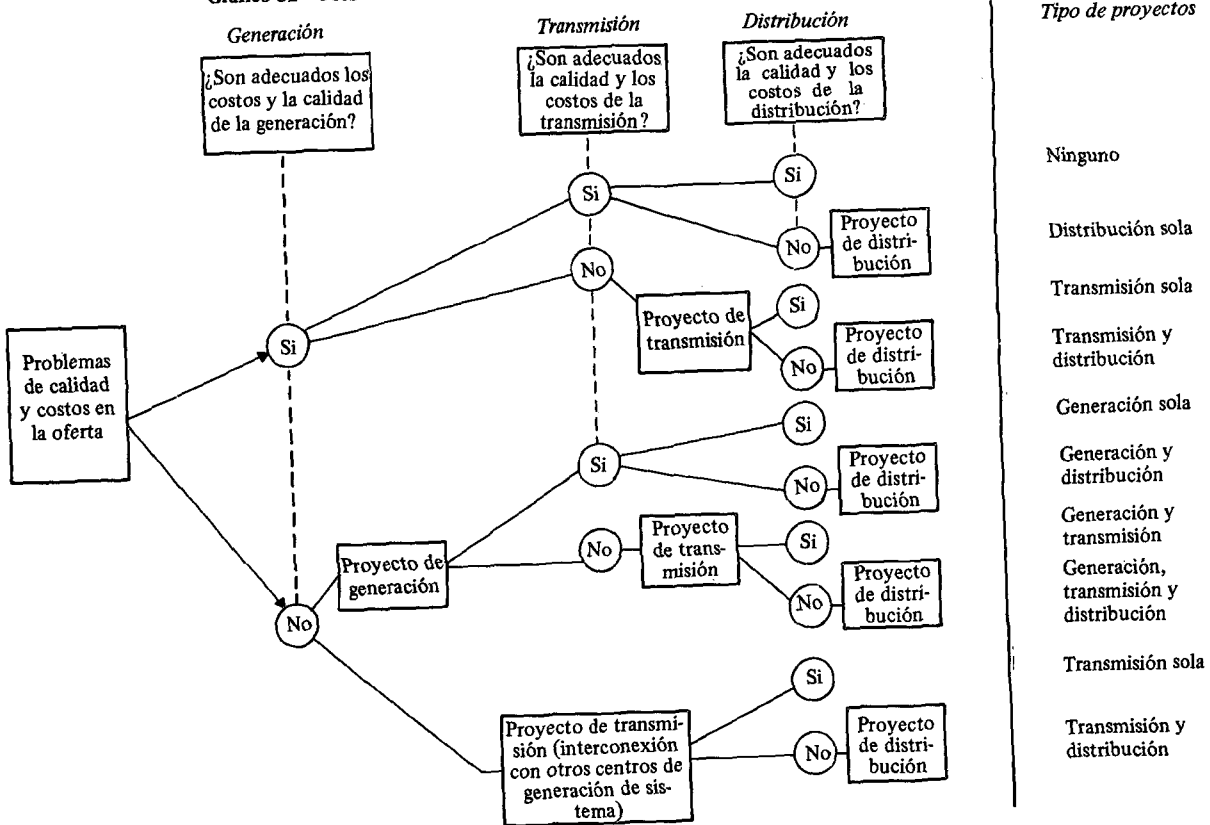 Generación
Transmisión
Distribución
Tipo de proyectos
¿Son adecuados los
costos y la calidad
de la generación?
¿Son adecuados
la calidad y los
costos de la
transmisión?
¿Son adecuados
la calidad y los
costos de la
distribución?
Si
Si
Ninguno
No
Proyecto
de distri-
bución
Distribución sola
No
Si
Proyecto de
transmisión
Si
Transmisión sola
No
Proyecto
de distri-
bución
Transmisión y
distribución
Problemas
de calidad
y costos en
la oferta
Si
Si
Generación sola
No
Proyecto
de distri-
bución
Generación y
distribución
No
Proyecto de
generación
No
Proyecto
de trans-
misión
Si
Generación y
transmisión
No
Proyecto
de distri-
bución
Generación,
transmisión y
distribución
Proyecto de transmi-
sión (interconexión
con otros centros de
generación de sis-
tema)
Si
Transmisión sola
No
Proyecto
de distri-
bución
Transmisión y
distribución